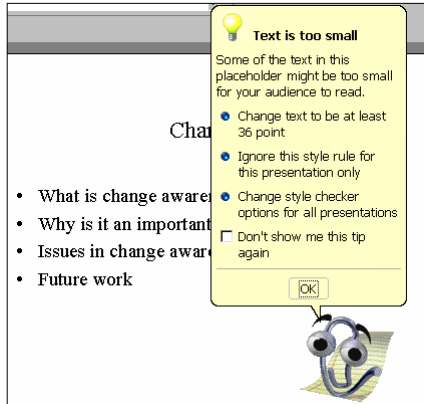 Text is too small
Some of the text in this
placeholder might be too small
for your audience to read.
Change text to be at least
36 point
Ignore this style rule for
this presentation only
Change style checker
options for all presentations
Don't show me this tip
again
OK
• What is change
• Why is it an important
• Issues in change
• Future work